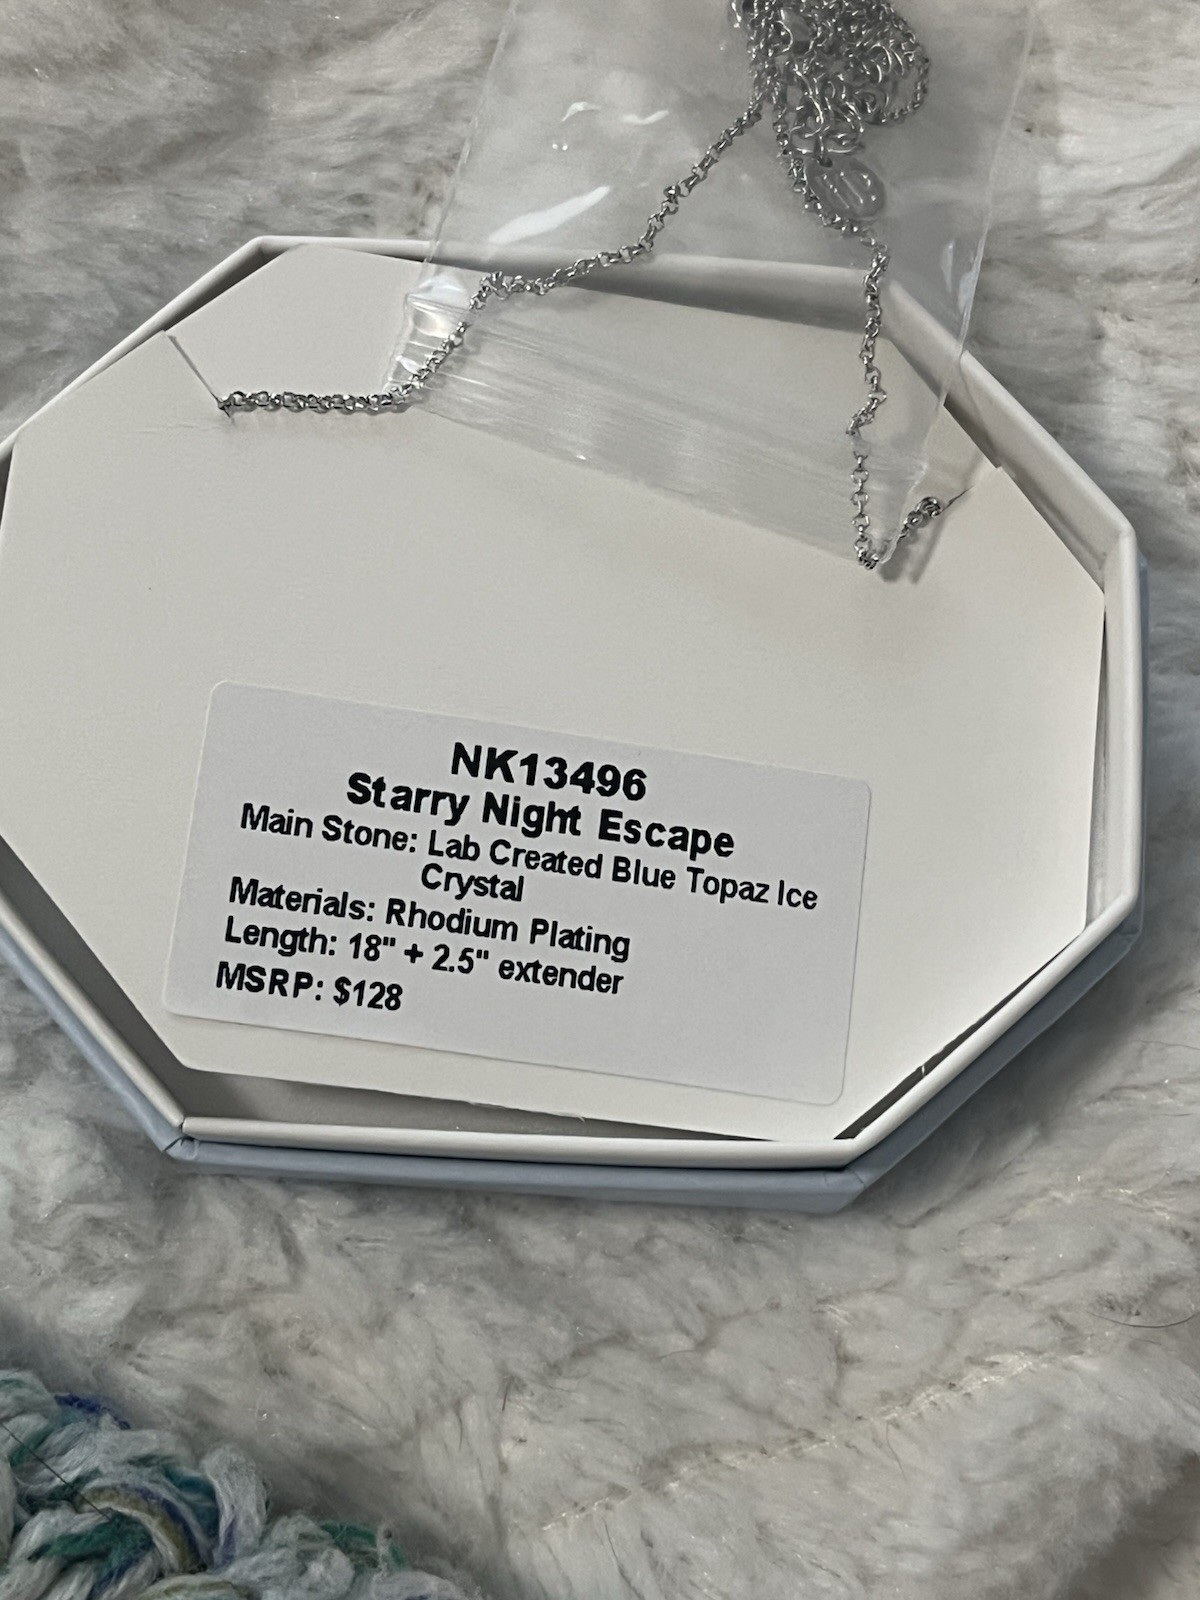 NK13496
Starry Night Escape
Main Stone: Lab Created Blue Topaz Ice
Crystal
Materials: Rhodium Plating
Length: 18" + 2.5" extender
MSRP: $128